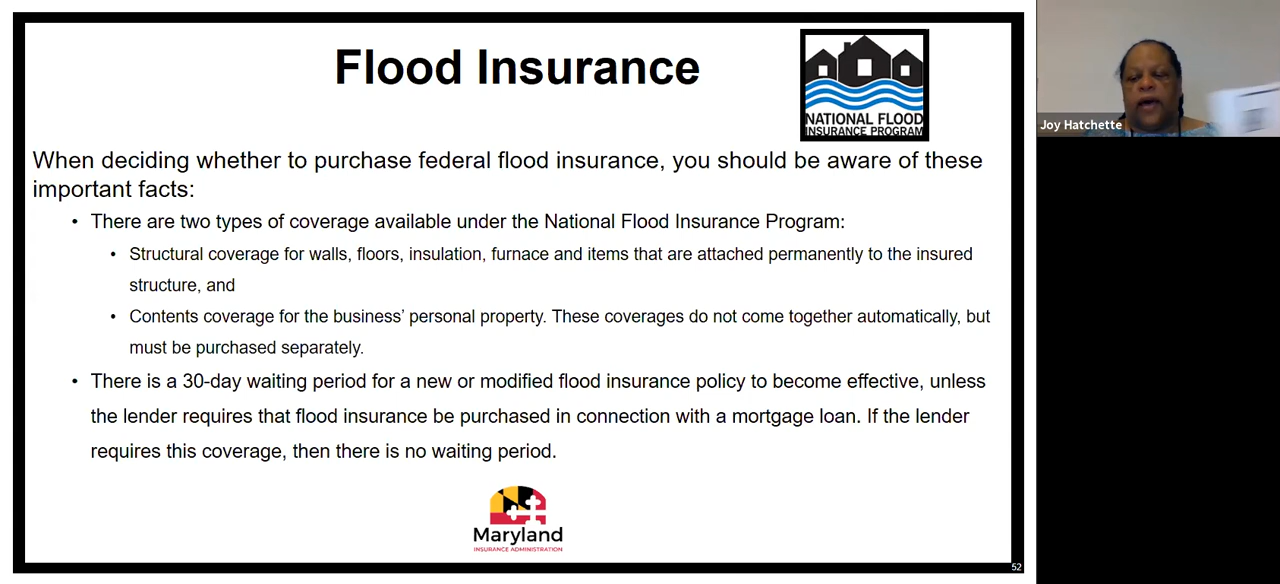 Flood Insurance
NATIONAL FLOOD
INSURANCE PROGRAM
When deciding whether to purchase federal flood insurance, you should be aware of these
important facts:
• There are two types of coverage available under the National Flood Insurance Program:
• Structural coverage for walls, floors, insulation, furnace and items that are attached permanently to the insured
structure, and
• Contents coverage for the business’ personal property. These coverages do not come together automatically, but
must be purchased separately.
• There is a 30-day waiting period for a new or modified flood insurance policy to become effective, unless
the lender requires that flood insurance be purchased in connection with a mortgage loan. If the lender
requires this coverage, then there is no waiting period.
Maryland
INSURANCE ADMINISTRATION
52
Joy Hatchette